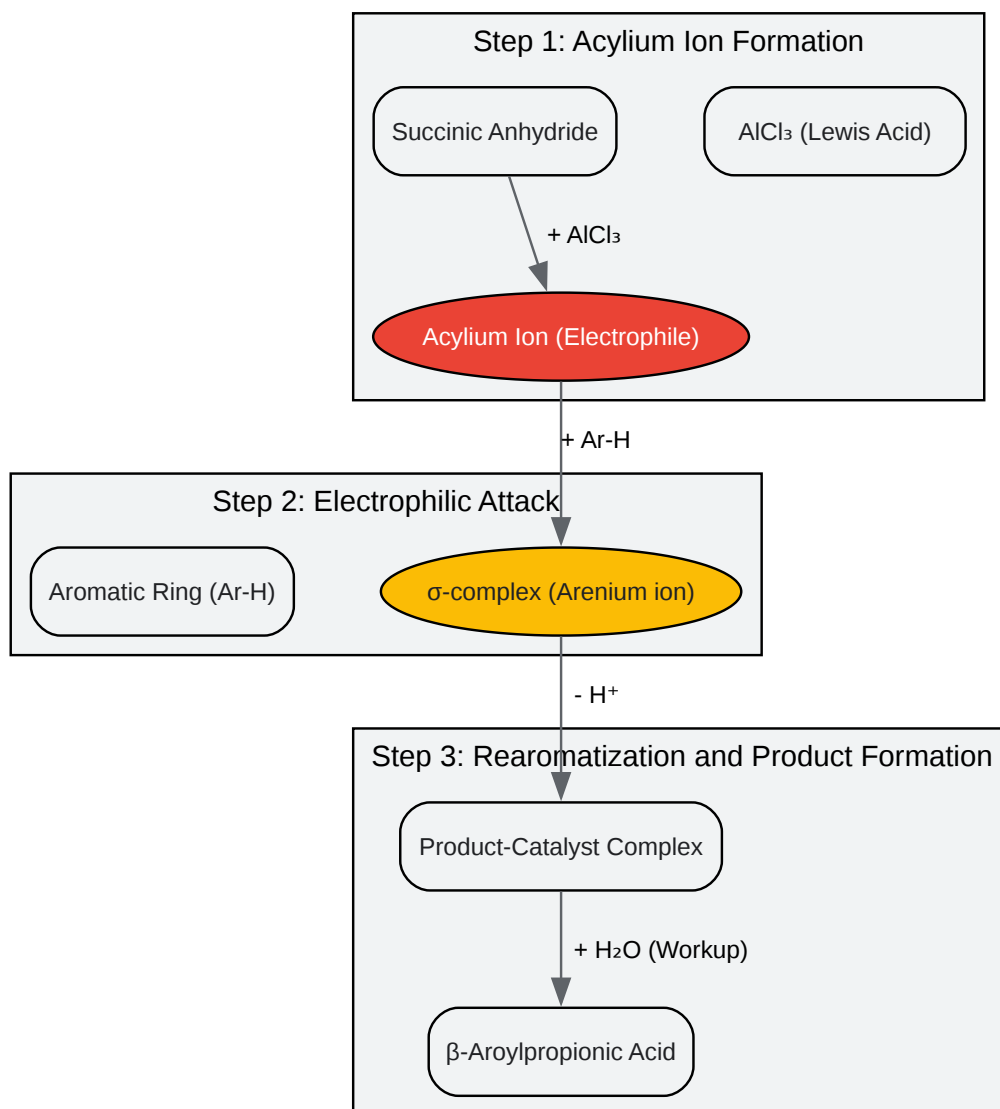 Step 1: Acylium Ion Formation
Succinic Anhydride
AlCl₃ (Lewis Acid)
+ AlCl₃
Acylium Ion (Electrophile)
+ Ar-H
Step 2: Electrophilic Attack
Aromatic Ring (Ar-H)
σ-complex (Arenium ion)
- H⁺
Step 3: Rearomatization and Product Formation
Product-Catalyst Complex
+ H₂O (Workup)
β-Aroylpropionic Acid